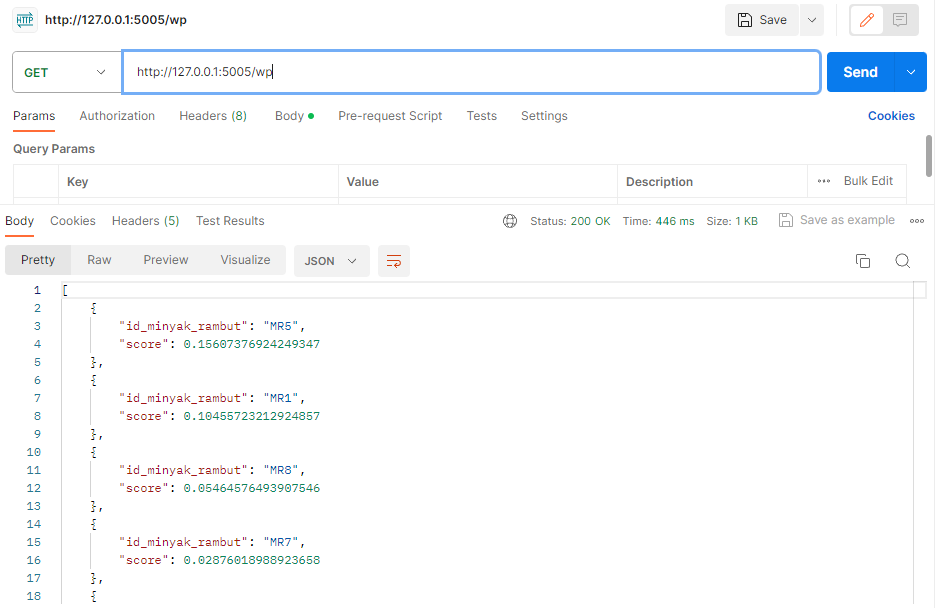 HTTP http://127.0.0.1:5005/wp Save
GET http://127.0.0.1:5005/wp Send
Params Authorization Headers (8) Body Pre-request Script Tests Settings Cookies
Query Params
Key Value Description ••• Bulk Edit
Body Cookies Headers (5) Test Results Status: 200 OK Time: 446 ms Size: 1 KB Save as example
Pretty Raw Preview Visualize JSON
1 [
2 {
3 "id_minyak_rambut": "MR5",
4 "score": 0.15607376924249347
5 },
6 {
7 "id_minyak_rambut": "MR1",
8 "score": 0.10455723212924857
9 },
10 {
11 "id_minyak_rambut": "MR8",
12 "score": 0.05464576493907546
13 },
14 {
15 "id_minyak_rambut": "MR7",
16 "score": 0.02876018988923658
17 },
18 {